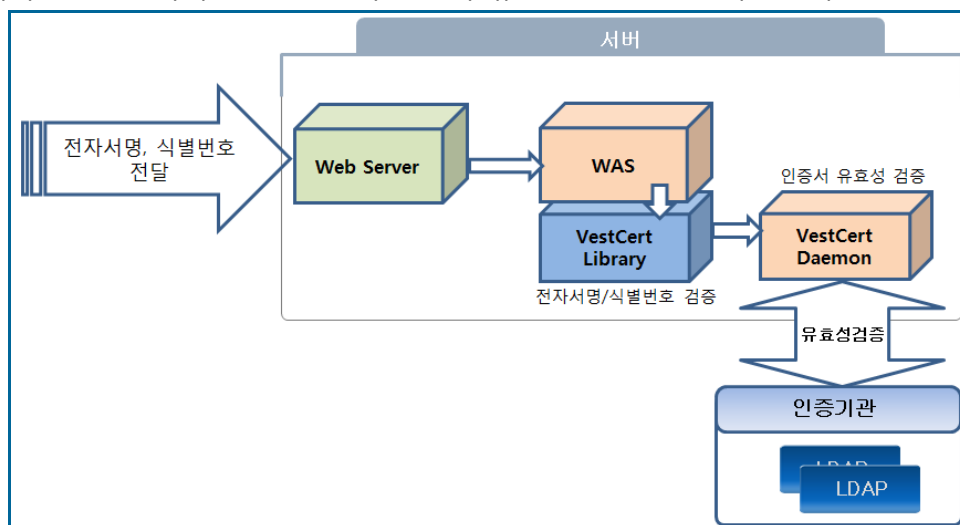 서버
전자서명, 식별번호
전달
Web Server
WAS
인증서 유효성 검증
VestCert
Library
VestCert
Daemon
전자서명/식별번호 검증
유효성검증
인증기관
LDAP
LDAP